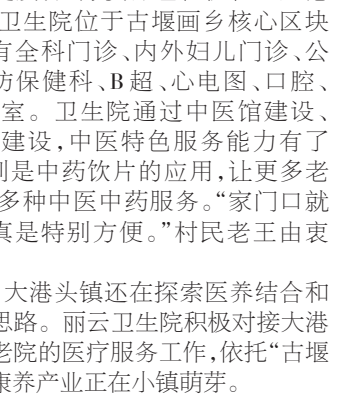 卫生院位于古堰画乡核心区块
有全科门诊、内外妇儿门诊、公
防保健科、B超、心电图、口腔、
室。卫生院通过中医馆建设、
建设,中医特色服务能力有了
别是中药饮片的应用,让更多老
多种中医中药服务。“家门口就
真是特别方便。”村民老王由衷
大港头镇还在探索医养结合和
思路。丽云卫生院积极对接大港
老院的医疗服务工作,依托“古堰
康养产业正在小镇萌芽。